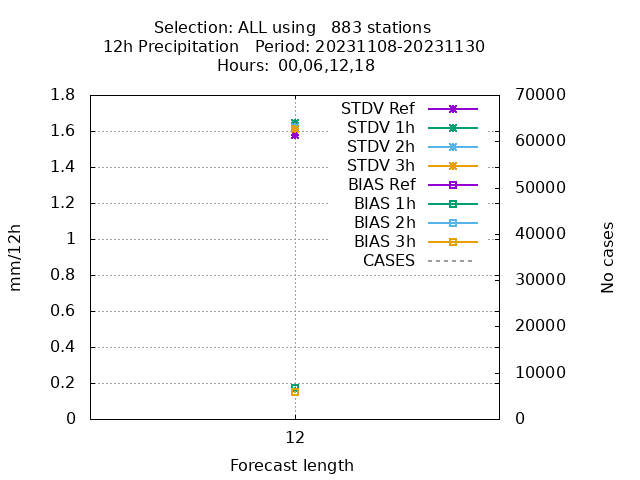 Selection: ALL using   883 stations
12h Precipitation   Period: 20231108-20231130
Hours:  00,06,12,18
1.8
1.6
1.4
1.2
1
0.8
0.6
0.4
0.2
0
mm/12h
STDV Ref
STDV 1h
STDV 2h
STDV 3h
BIAS Ref
BIAS 1h
BIAS 2h
BIAS 3h
CASES
70000
60000
50000
40000
30000
20000
10000
0
No cases
12
Forecast length